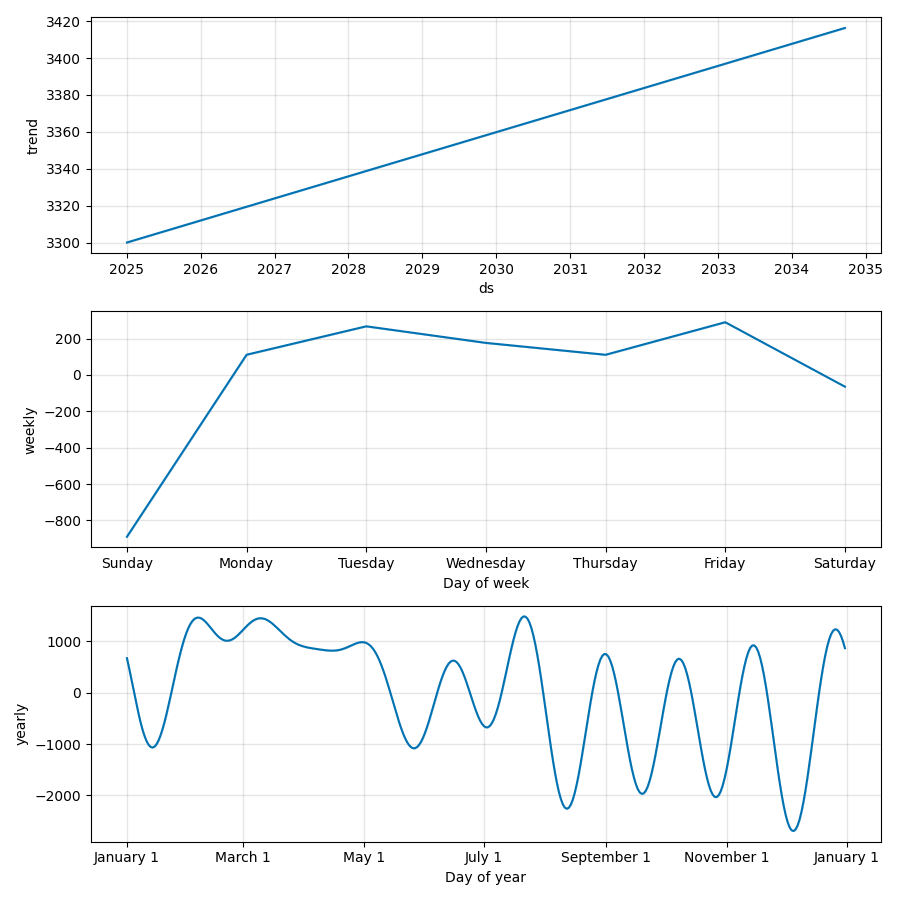 3420
3400
3380
3360
3340
3320
3300
trend
2025 2026 2027 2028 2029 2030 2031 2032 2033 2034 2035
ds
200
0
−200
−400
−600
−800
weekly
Sunday Monday Tuesday Wednesday Thursday Friday Saturday
Day of week
1000
0
−1000
−2000
yearly
January 1 March 1 May 1 July 1 September 1 November 1 January 1
Day of year